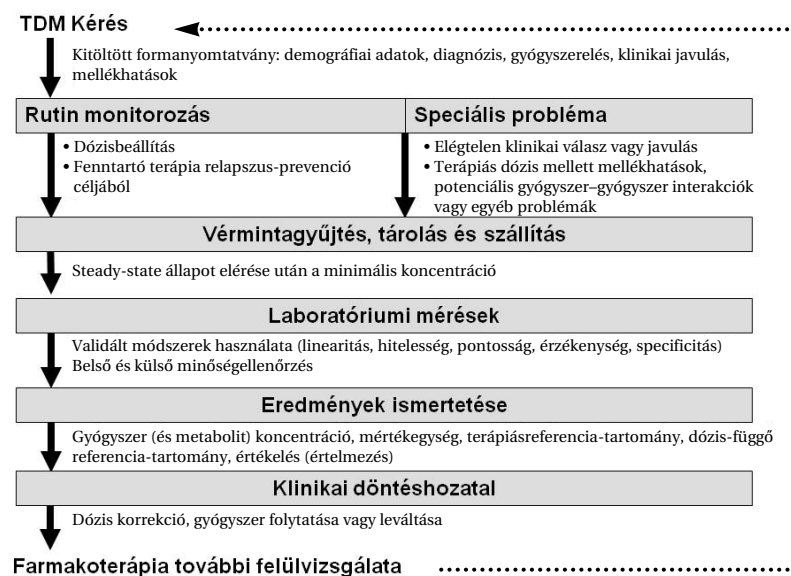 TDM Kérés
Kitöltött formanyomtatvány: demográfiai adatok, diagnózis, gyógyszerelés, klinikai javulás,
mellékhatások
Rutin monitorozás
• Dózisbeállítás
• Fenntartó terápia relapszus-prevenció
céljából
Speciális probléma
• Elégtelen klinikai válasz vagy javulás
• Terápiás dózis mellett mellékhatások,
potenciális gyógyszer–gyógyszer interakciók
vagy egyéb problémák
Vérmintagyűjtés, tárolás és szállítás
Steady-state állapot elérése után a minimális koncentráció
Laboratóriumi mérések
Validált módszerek használata (linearitás, hitelesség, pontosság, érzékenység, specificitás)
Belső és külső minőségellenőrzés
Eredmények ismertetése
Gyógyszer (és metabolit) koncentráció, mértékegység, terápiásreferencia-tartomány, dózis-függő
referencia-tartomány, értékelés (értelmezés)
Klinikai döntéshozatal
Dózis korrekció, gyógyszer folytatása vagy leváltása
Farmakoterápia további felülvizsgálata